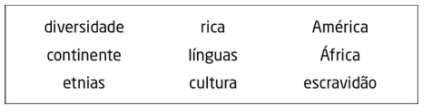 diversidade rica América
continente línguas África
etnias cultura escravidão